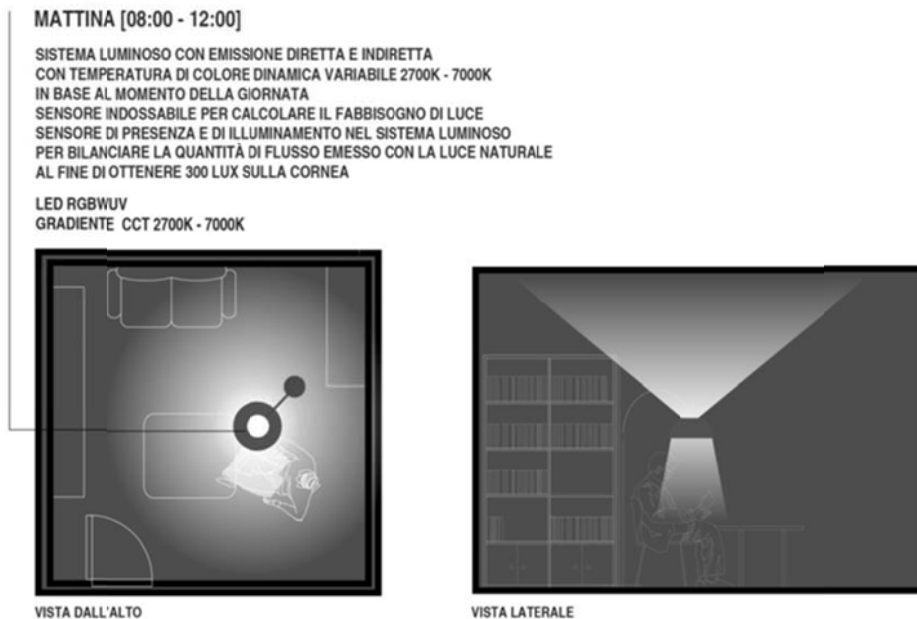 MATTINA [08:00 - 12:00]
SISTEMA LUMINOSO CON EMISSIONE DIRETTA E INDIRETTA
CON TEMPERATURA DI COLORE DINAMICA VARIABILE 2700K - 7000K
IN BASE AL MOMENTO DELLA GIORNATA
SENSORE INDOSSABILE PER CALCOLARE IL FABBISOGNO DI LUCE
SENSORE DI PRESENZA E DI ILLUMINAMENTO NEL SISTEMA LUMINOSO
PER BILANCIARE LA QUANTITÀ DI FLUSSO EMESSO CON LA LUCE NATURALE
AL FINE DI OTTENERE 300 LUX SULLA CORNEA
LED RGBWUV
GRADIENTE CCT 2700K - 7000K
VISTA DALL'ALTO
VISTA LATERALE